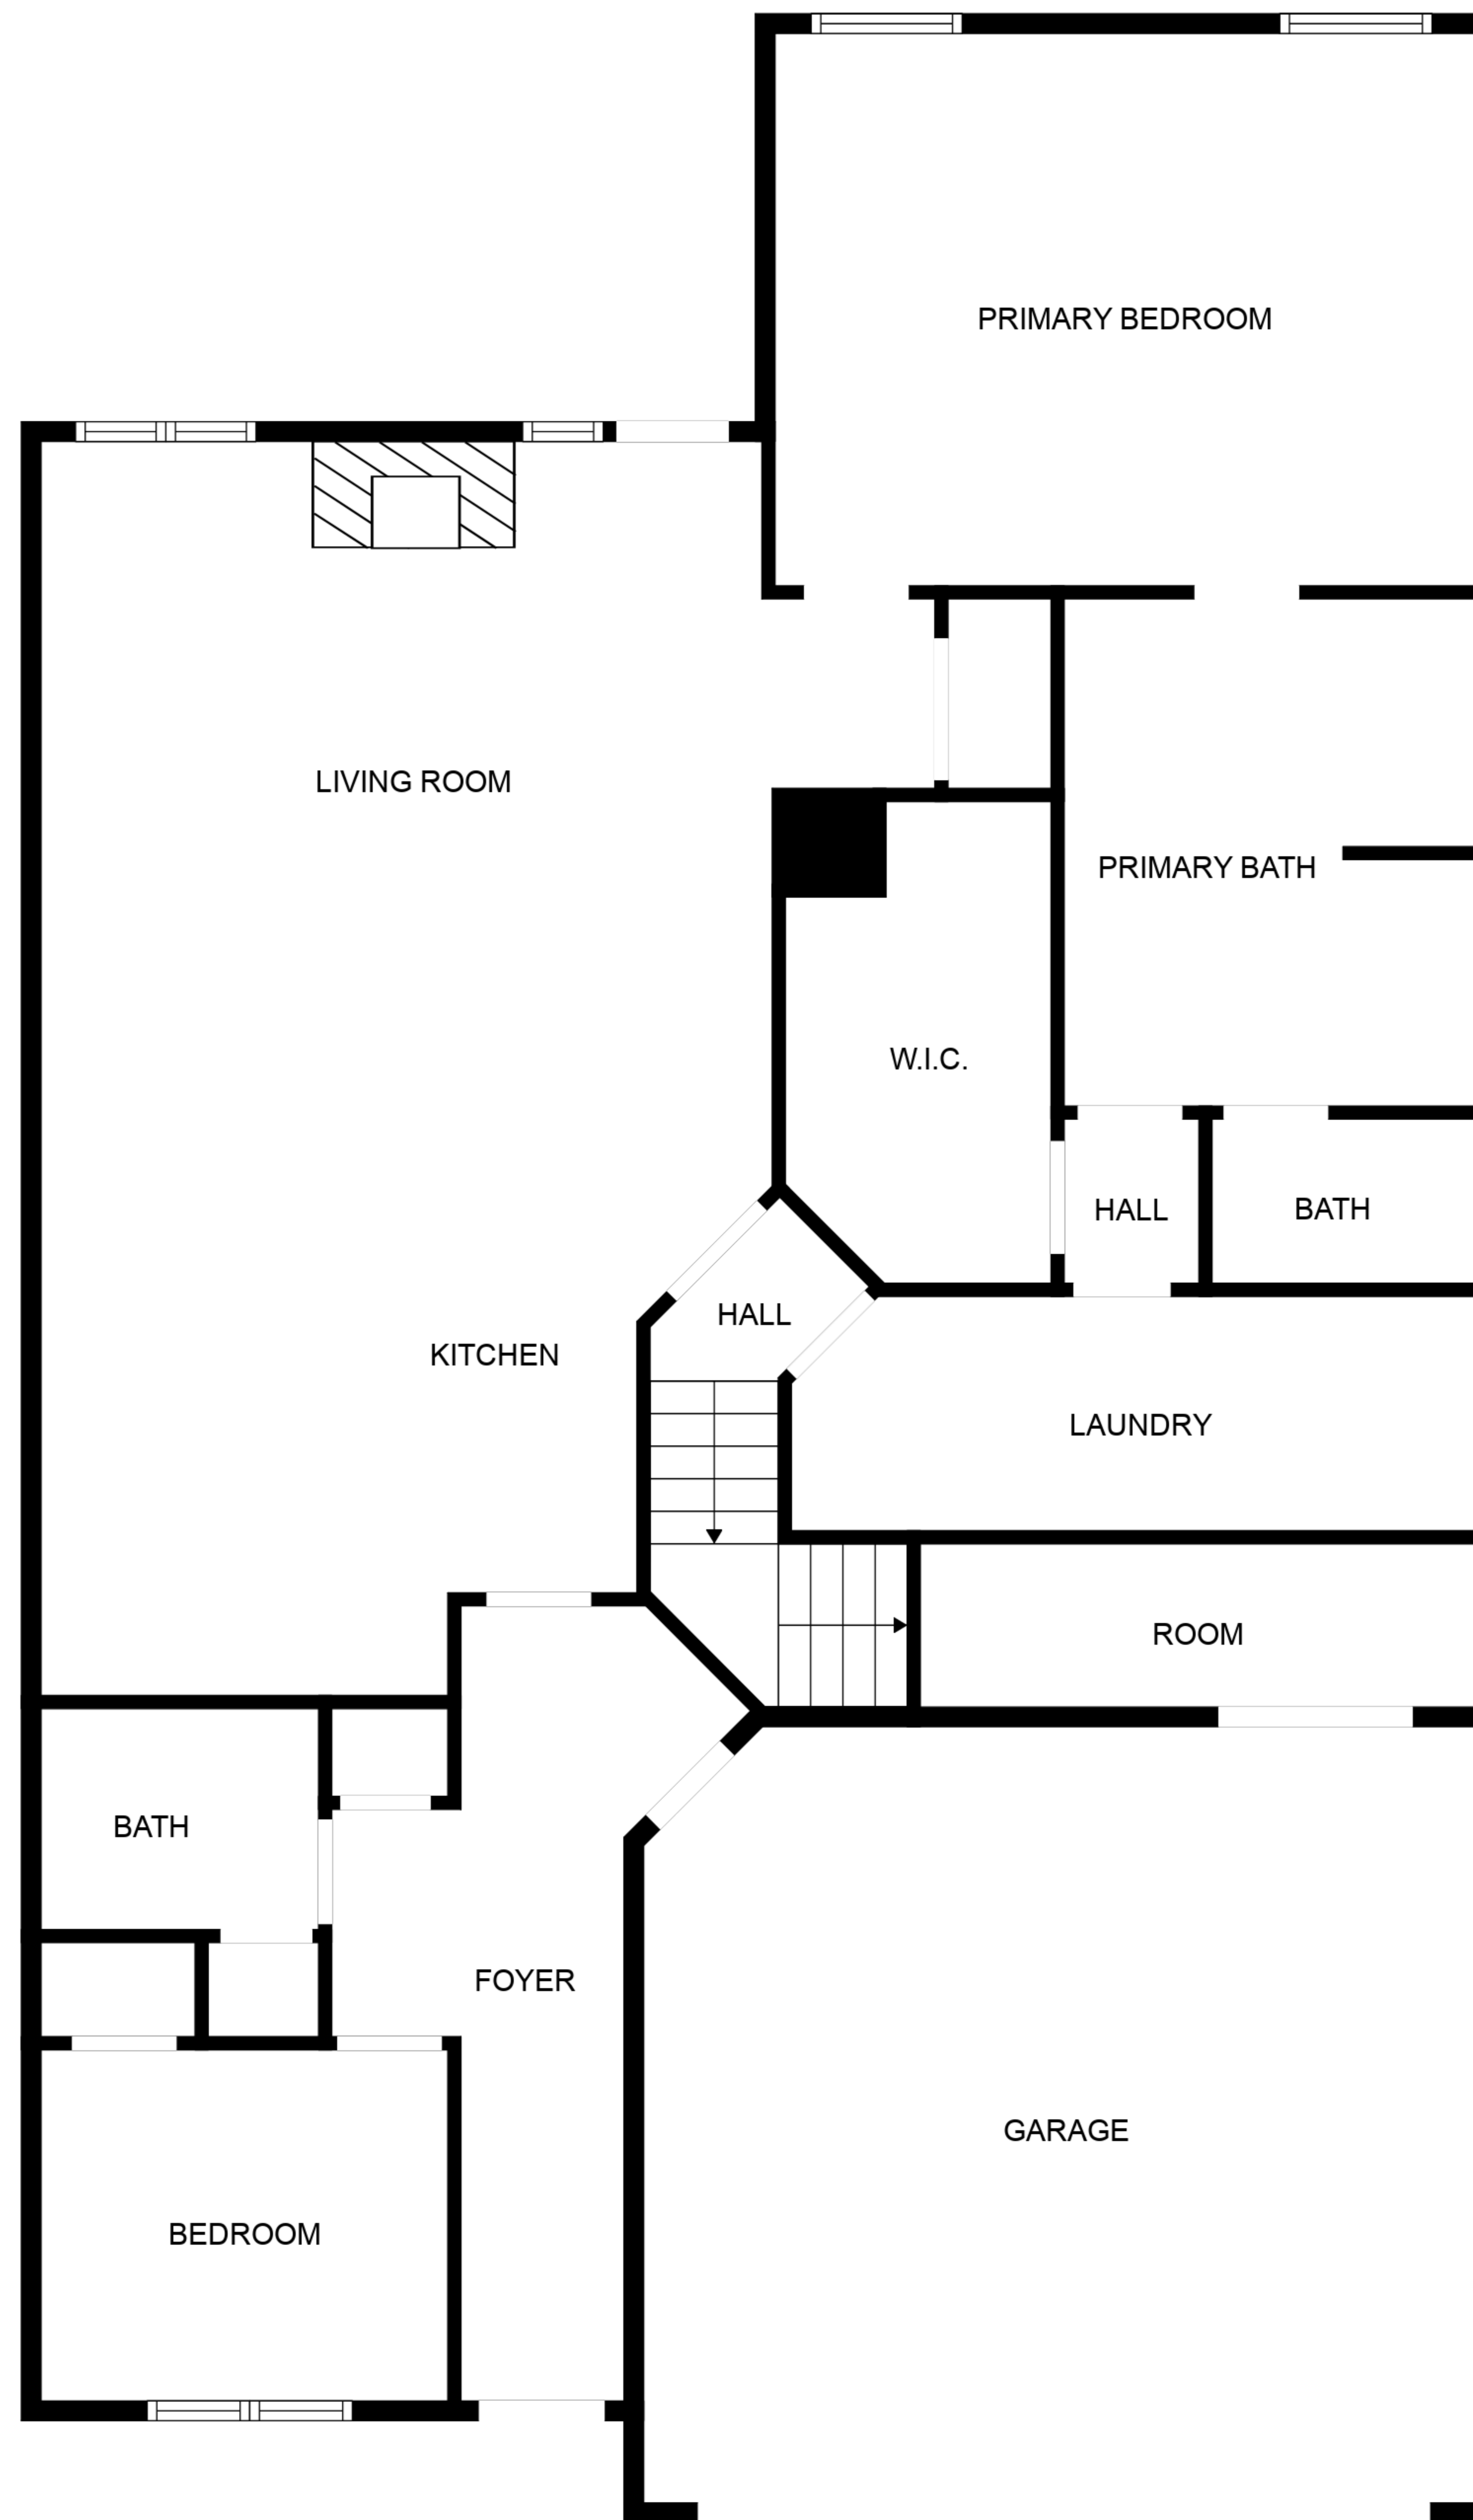 PRIMARY BEDROOM
LIVING ROOM
PRIMARY BATH
W.I.C.
HALL
BATH
HALL
KITCHEN
LAUNDRY
ROOM
BATH
FOYER
GARAGE
BEDROOM